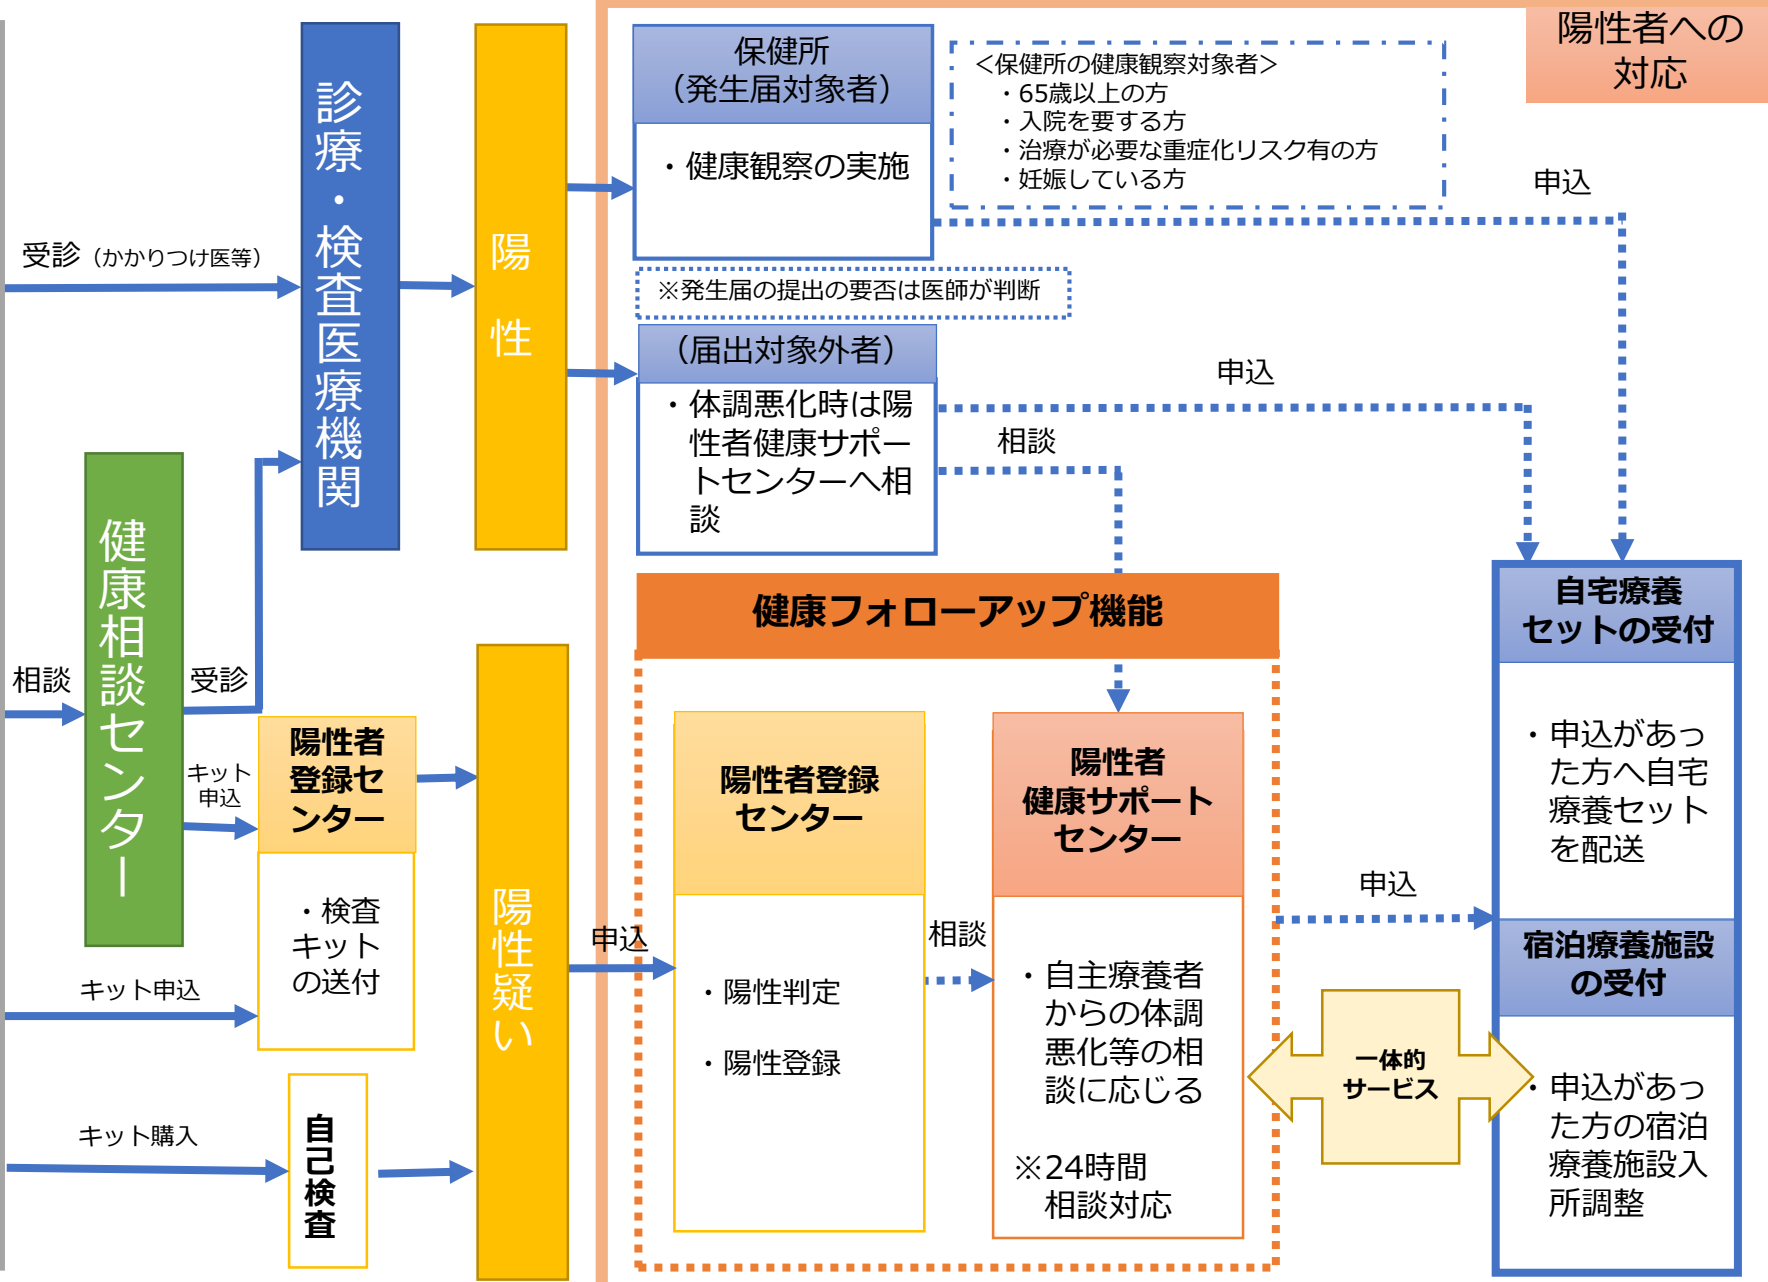 陽性者への
対応
受診（かかりつけ医等）
診療・検査医療機関
陽性
保健所
（発生届対象者）
・健康観察の実施
＜保健所の健康観察対象者＞
・65歳以上の方
・入院を要する方
・治療が必要な重症化リスク有の方
・妊娠している方
申込
※発生届の提出の要否は医師が判断
（届出対象外者）
・体調悪化時は陽
性者健康サポー
トセンターへ相
談
申込
相談
相談
健康相談センター
受診
キット
申込
陽性者
登録セ
ンター
・検査
キット
の送付
キット申込
キット購入
自己検査
陽性疑い
申込
健康フォローアップ機能
陽性者登録
センター
・陽性判定
・陽性登録
相談
陽性者
健康サポート
センター
・自主療養者
からの体調
悪化等の相
談に応じる
※24時間
相談対応
申込
一体的
サービス
自宅療養
セットの受付
・申込があっ
た方へ自宅
療養セット
を配送
宿泊療養施設
の受付
・申込があっ
た方の宿泊
療養施設入
所調整